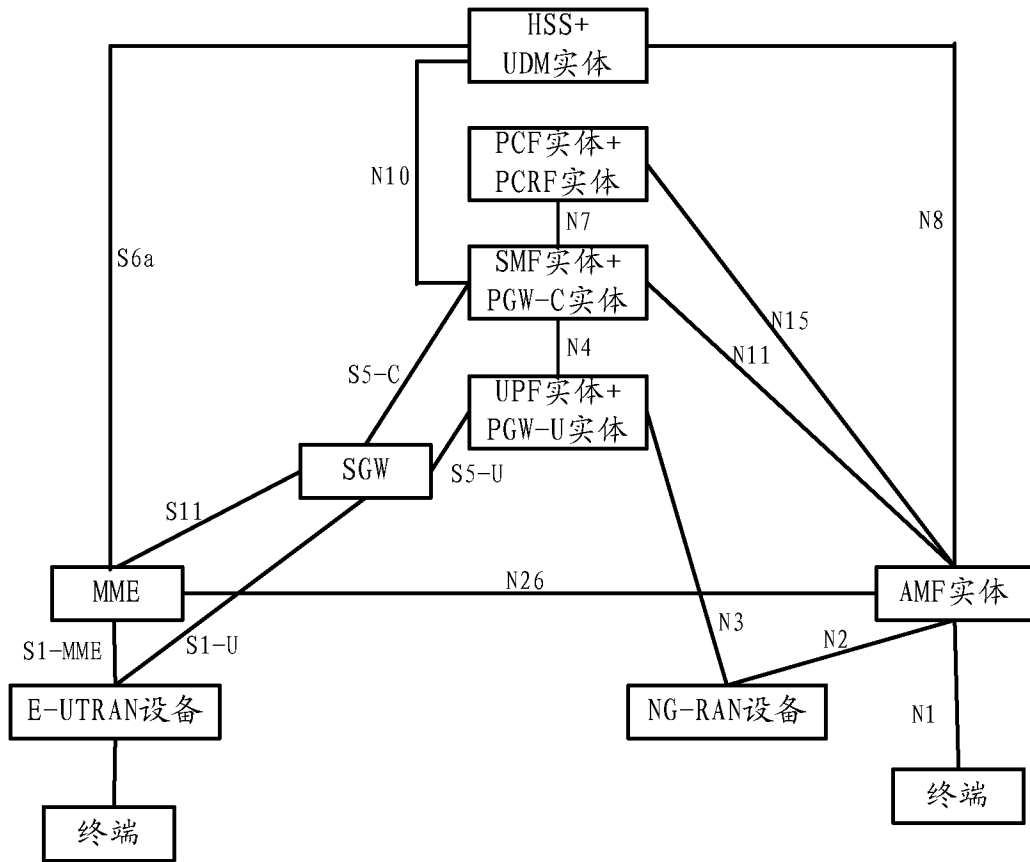 HSS+
UDM实体
PCF实体+
PCRF实体
N10
N7
N8
S6a
SMF实体+
PGW-C实体
N15
N11
N4
S5-C
UPF实体+
PGW-U实体
SGW
S5-U
S11
MME
N26
AMF实体
S1-MME
S1-U
N3
N2
E-UTRAN设备
NG-RAN设备
N1
终端
终端